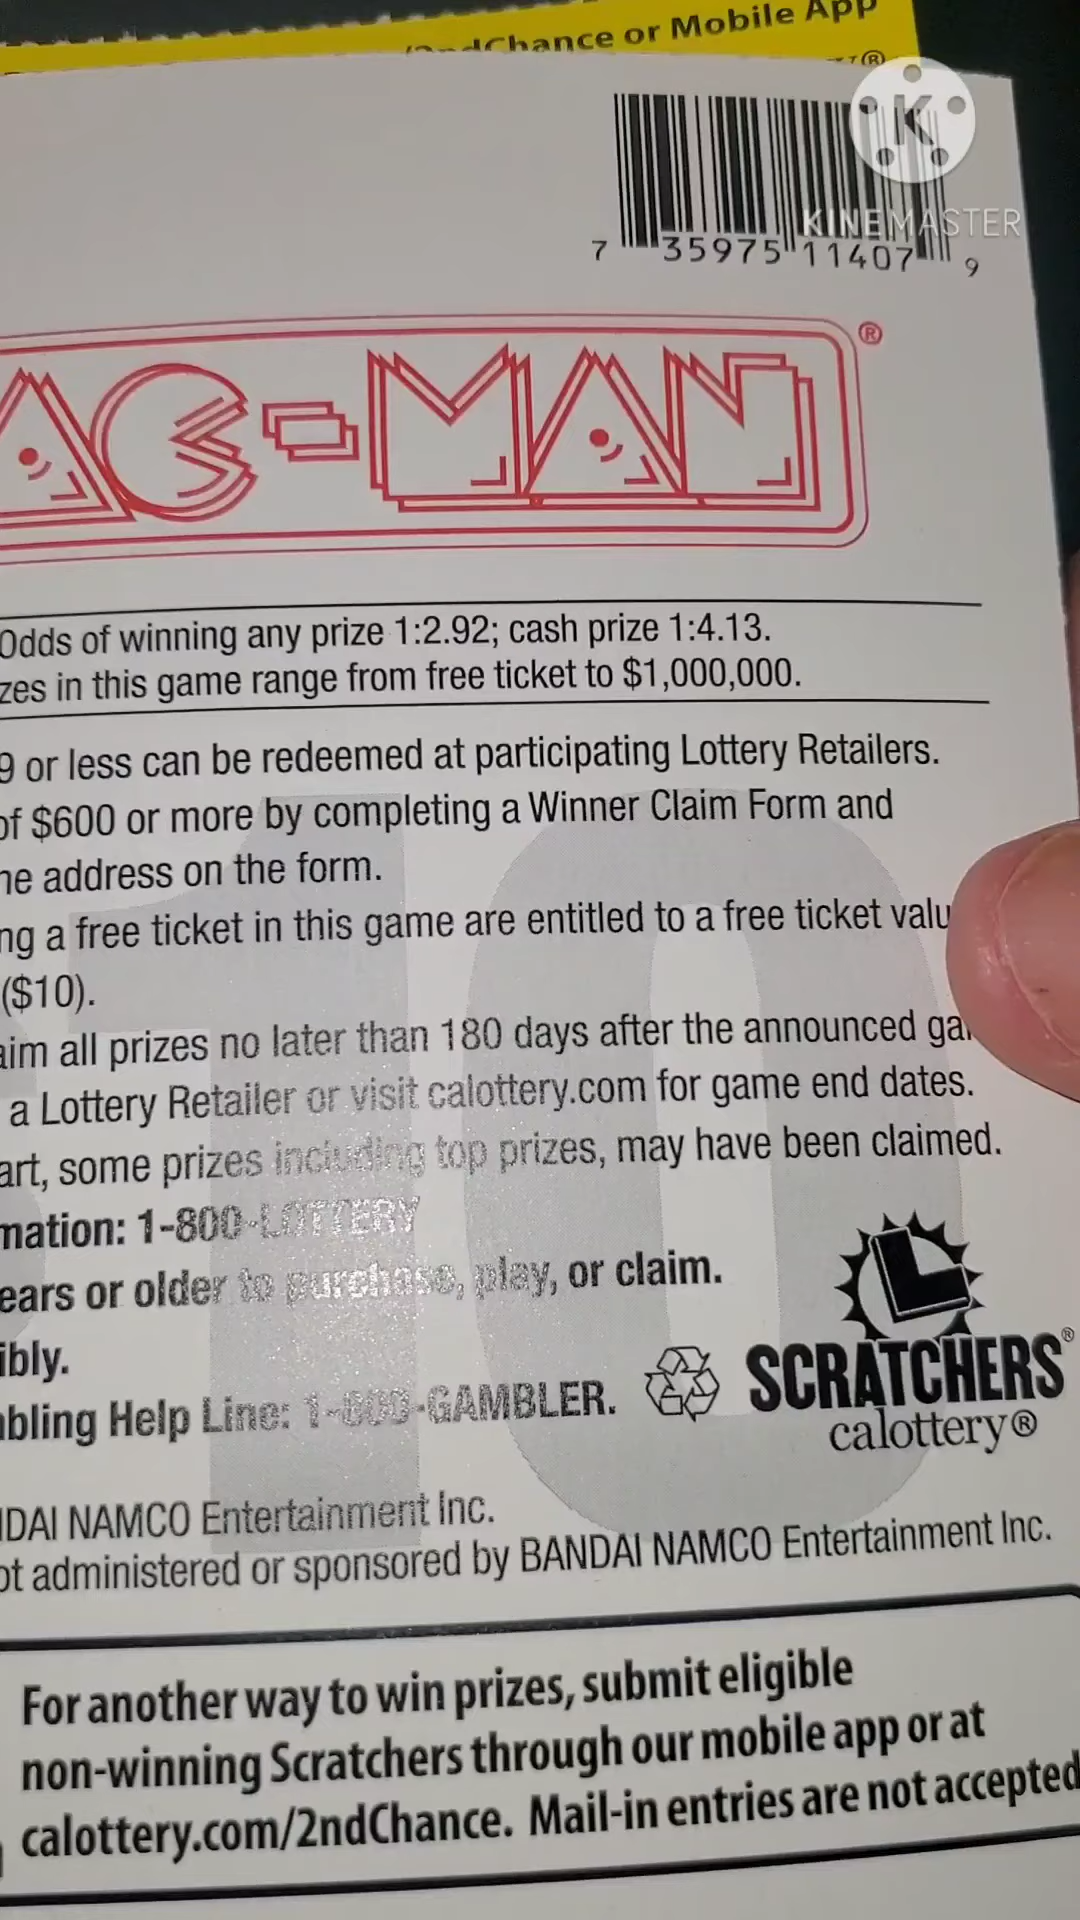 /2ndChance or Mobile App
KINEMASTER
7 35975 11407 9
AC-MAN®
Odds of winning any prize 1:2.92; cash prize 1:4.13.
zes in this game range from free ticket to $1,000,000.
9 or less can be redeemed at participating Lottery Retailers.
of $600 or more by completing a Winner Claim Form and
he address on the form.
ng a free ticket in this game are entitled to a free ticket valu
($10).
aim all prizes no later than 180 days after the announced ga
a Lottery Retailer or visit calottery.com for game end dates.
art, some prizes including top prizes, may have been claimed.
mation: 1-800-LOTTERY
ears or older to purchase, play, or claim.
ibly.
bling Help Line: 1-800-GAMBLER.
SCRATCHERS®
calottery®
NDAI NAMCO Entertainment Inc.
ot administered or sponsored by BANDAI NAMCO Entertainment Inc.
$10
For another way to win prizes, submit eligible
non-winning Scratchers through our mobile app or at
calottery.com/2ndChance. Mail-in entries are not accepted